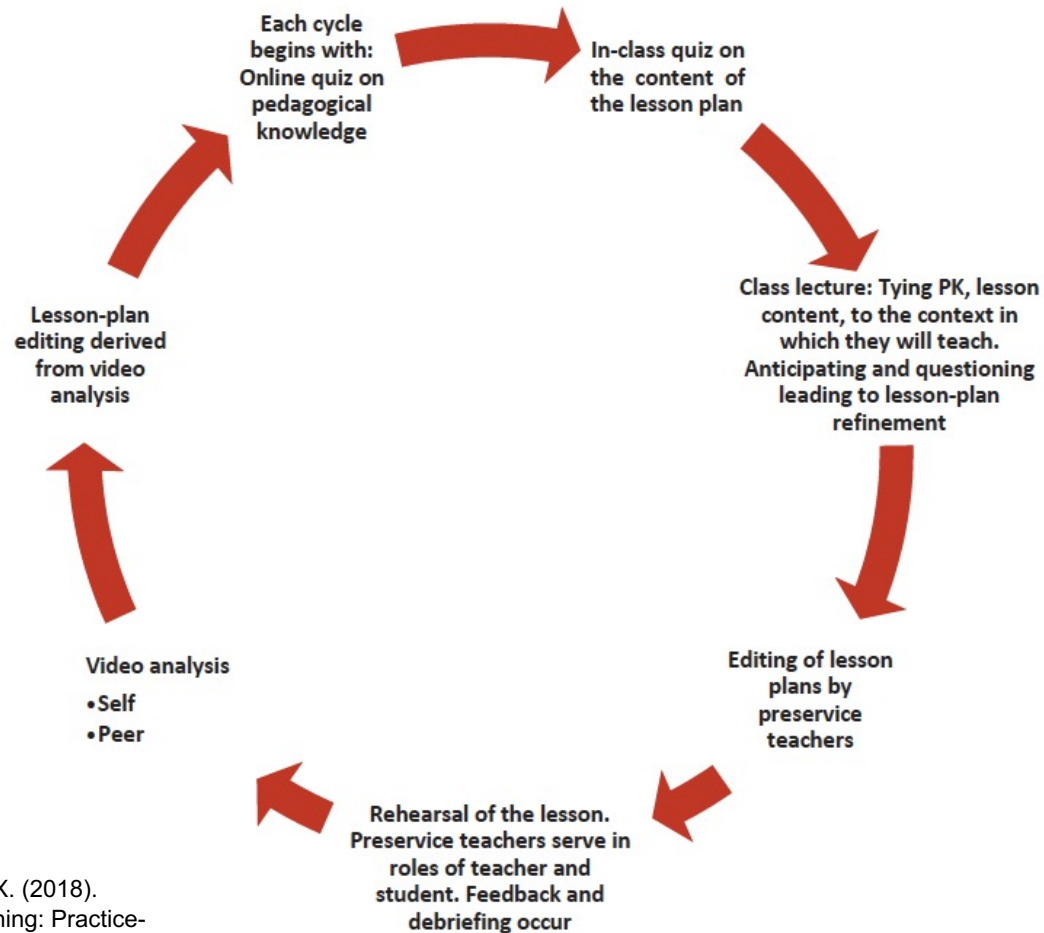 Each cycle
begins with:
Online quiz on
pedagogical
knowledge
In-class quiz on
the content of
the lesson plan
Class lecture: Tying PK, lesson
content, to the context in
which they will teach.
Anticipating and questioning
leading to lesson-plan
refinement
Editing of lesson
plans by
preservice
teachers
Rehearsal of the lesson.
Preservice teachers serve in
roles of teacher and
student. Feedback and
debriefing occur
Video analysis
•Self
•Peer
Lesson-plan
editing derived
from video
analysis
K. (2018).
ning: Practice-